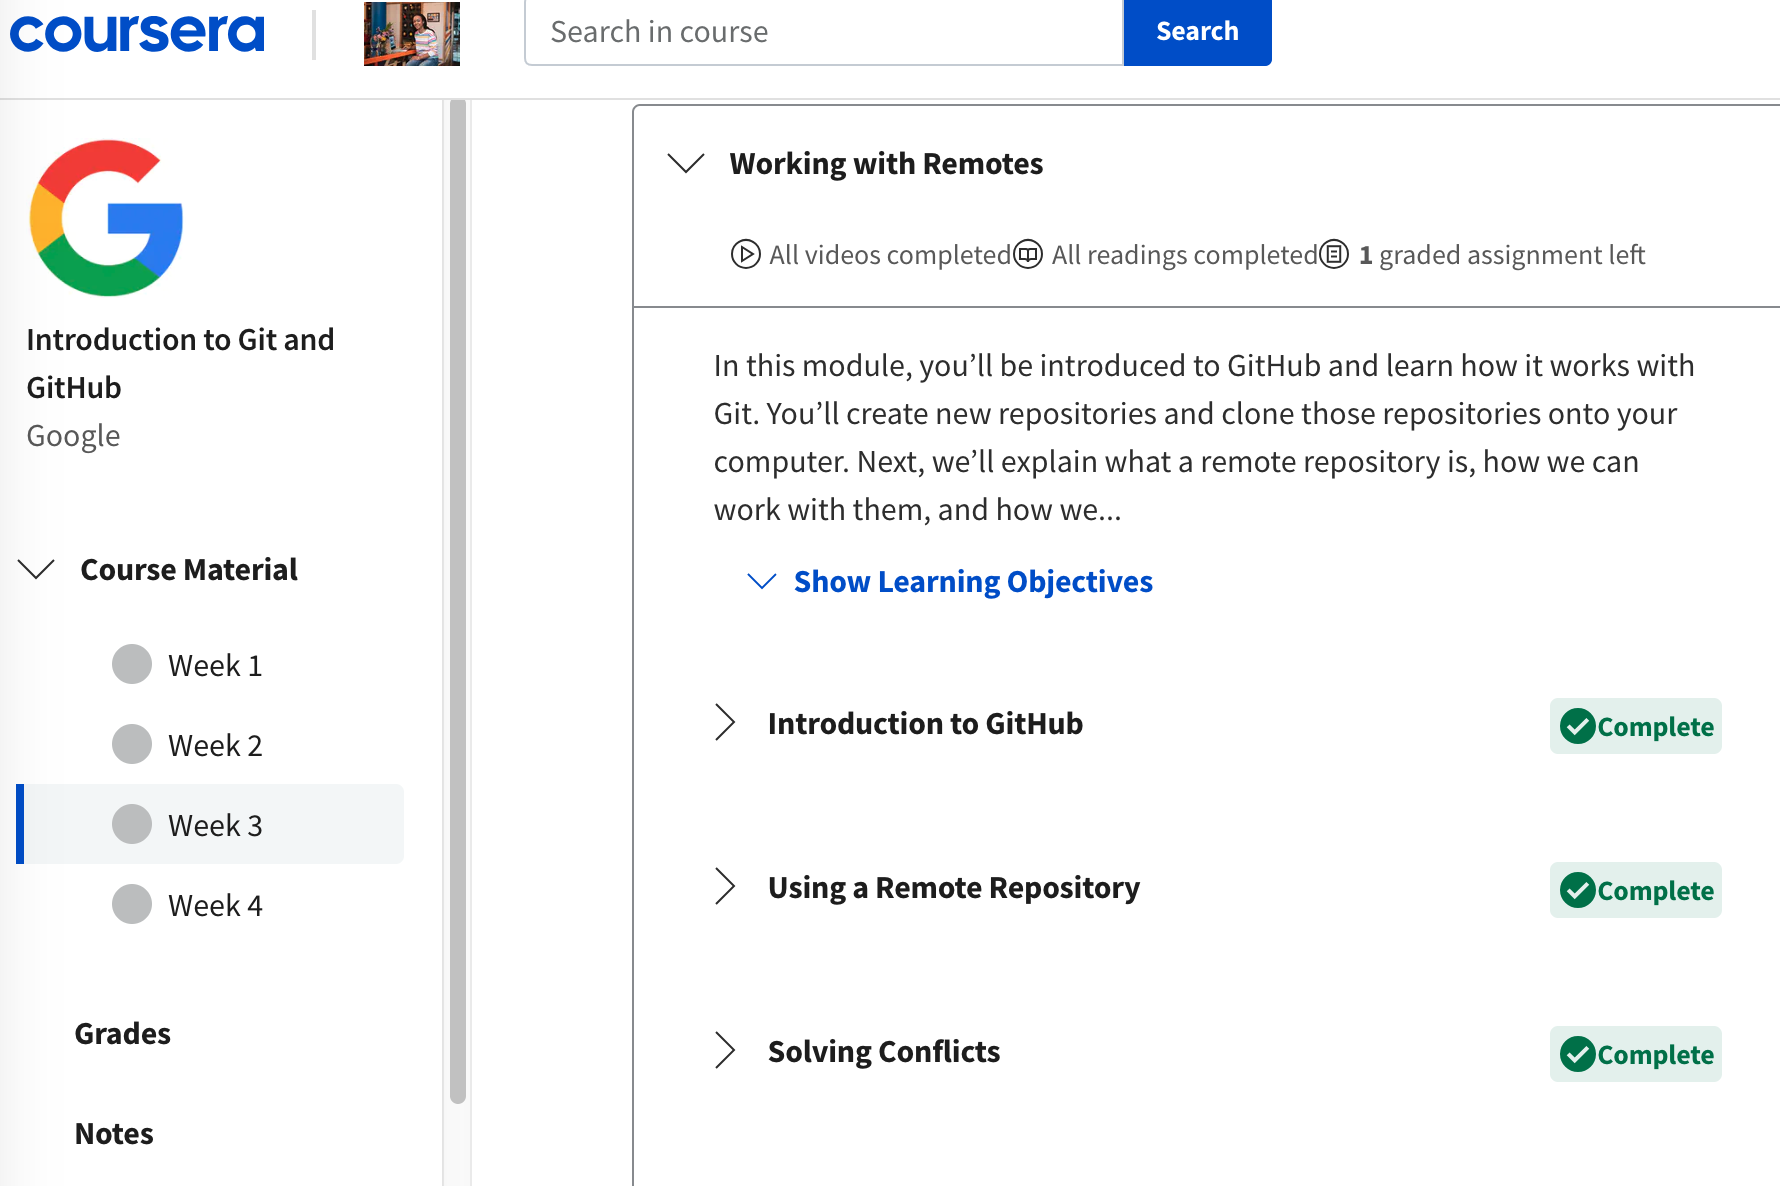 coursera
Search in course
Search
Introduction to Git and
GitHub
Google
Course Material
Week 1
Week 2
Week 3
Week 4
Grades
Notes
Working with Remotes
All videos completed All readings completed 1 graded assignment left
In this module, you’ll be introduced to GitHub and learn how it works with
Git. You’ll create new repositories and clone those repositories onto your
computer. Next, we’ll explain what a remote repository is, how we can
work with them, and how we...
Show Learning Objectives
Introduction to GitHub
Complete
Using a Remote Repository
Complete
Solving Conflicts
Complete